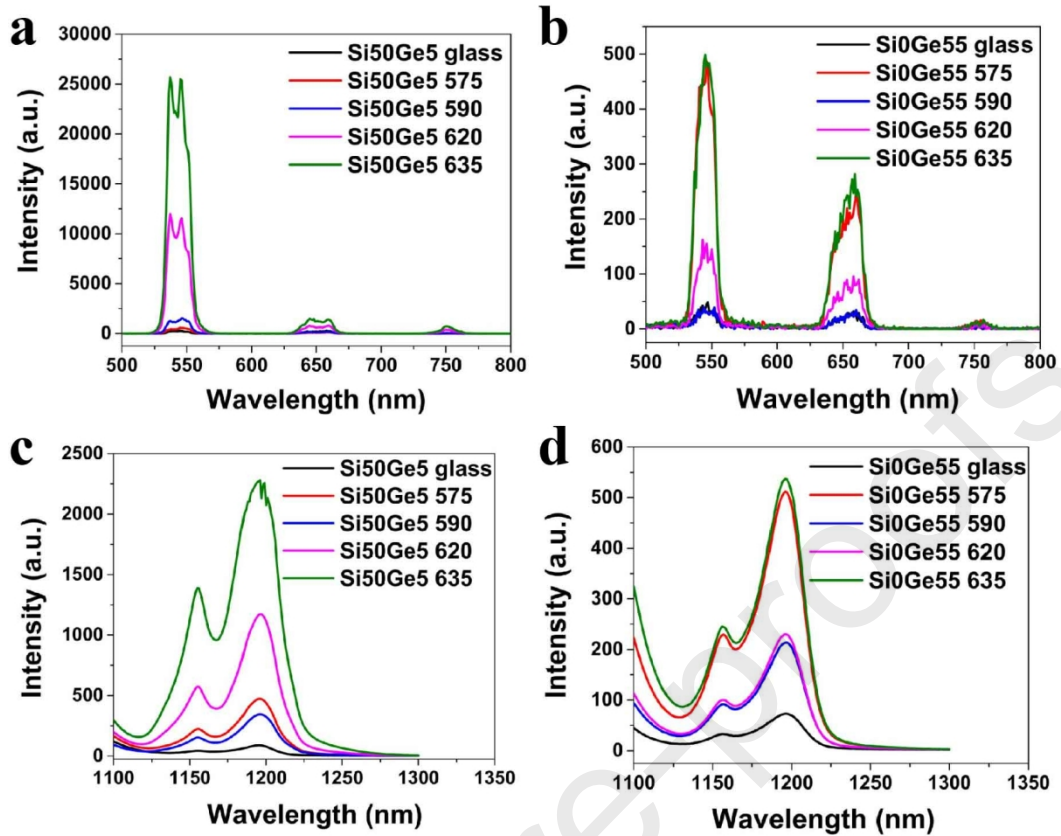 a
30000
25000
20000
15000
10000
5000
0
Intensity (a.u.)
Si50Ge5 glass
Si50Ge5 575
Si50Ge5 590
Si50Ge5 620
Si50Ge5 635
500 550 600 650 700 750 800
Wavelength (nm)
b
500
400
300
200
100
0
Intensity (a.u.)
Si0Ge55 glass
Si0Ge55 575
Si0Ge55 590
Si0Ge55 620
Si0Ge55 635
500 550 600 650 700 750 800
Wavelength (nm)
c
2500
2000
1500
1000
500
0
Intensity (a.u.)
Si50Ge5 glass
Si50Ge5 575
Si50Ge5 590
Si50Ge5 620
Si50Ge5 635
1100 1150 1200 1250 1300 1350
Wavelength (nm)
d
600
500
400
300
200
100
0
Intensity (a.u.)
Si0Ge55 glass
Si0Ge55 575
Si0Ge55 590
Si0Ge55 620
Si0Ge55 635
1100 1150 1200 1250 1300 1350
Wavelength (nm)
e-proofs